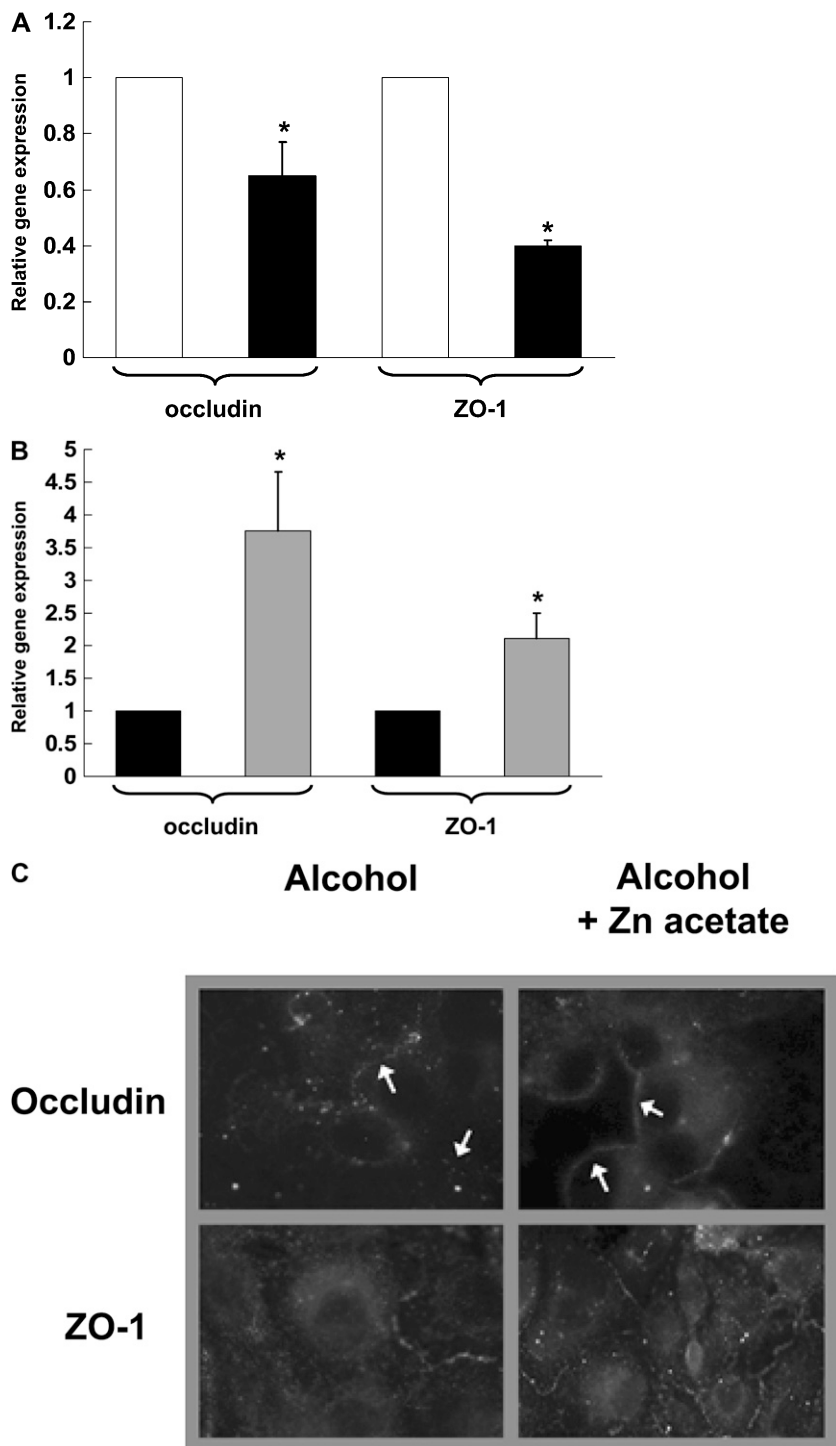 A
Relative gene expression
1.2
1
0.8
0.6
0.4
0.2
0
*
*
occludin
ZO-1
B
Relative gene expression
5
4.5
4
3.5
3
2.5
2
1.5
1
0.5
0
*
*
occludin
ZO-1
C
Alcohol
Alcohol
+ Zn acetate
Occludin
ZO-1